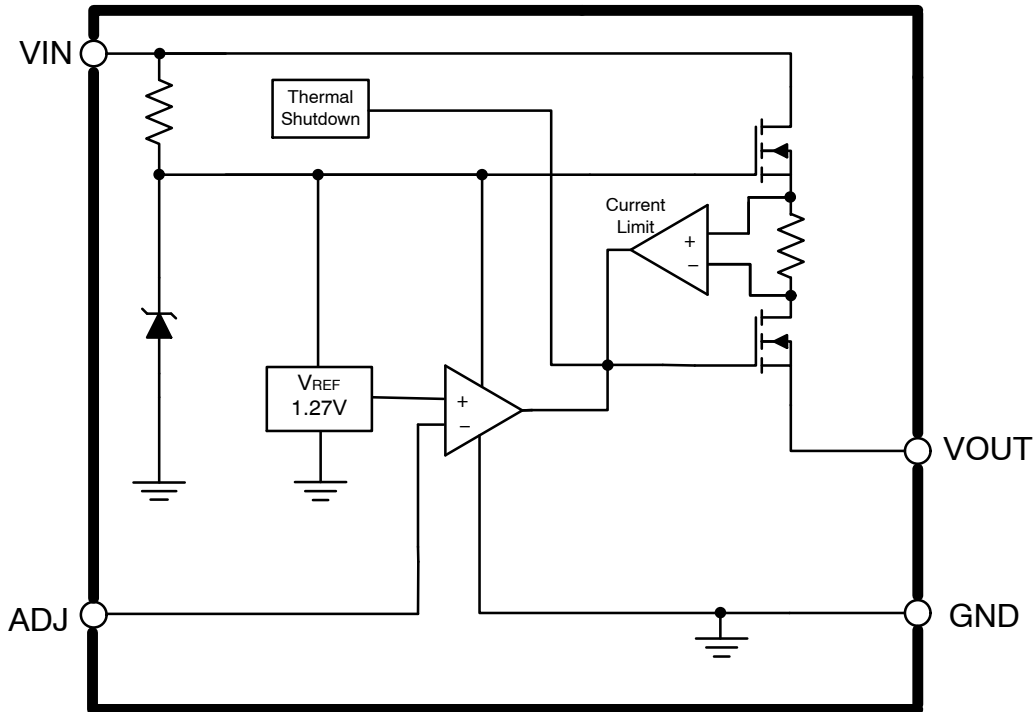 VIN
Thermal
Shutdown
Current
Limit
+
−
VREF
1.27V
+
−
VOUT
ADJ
GND